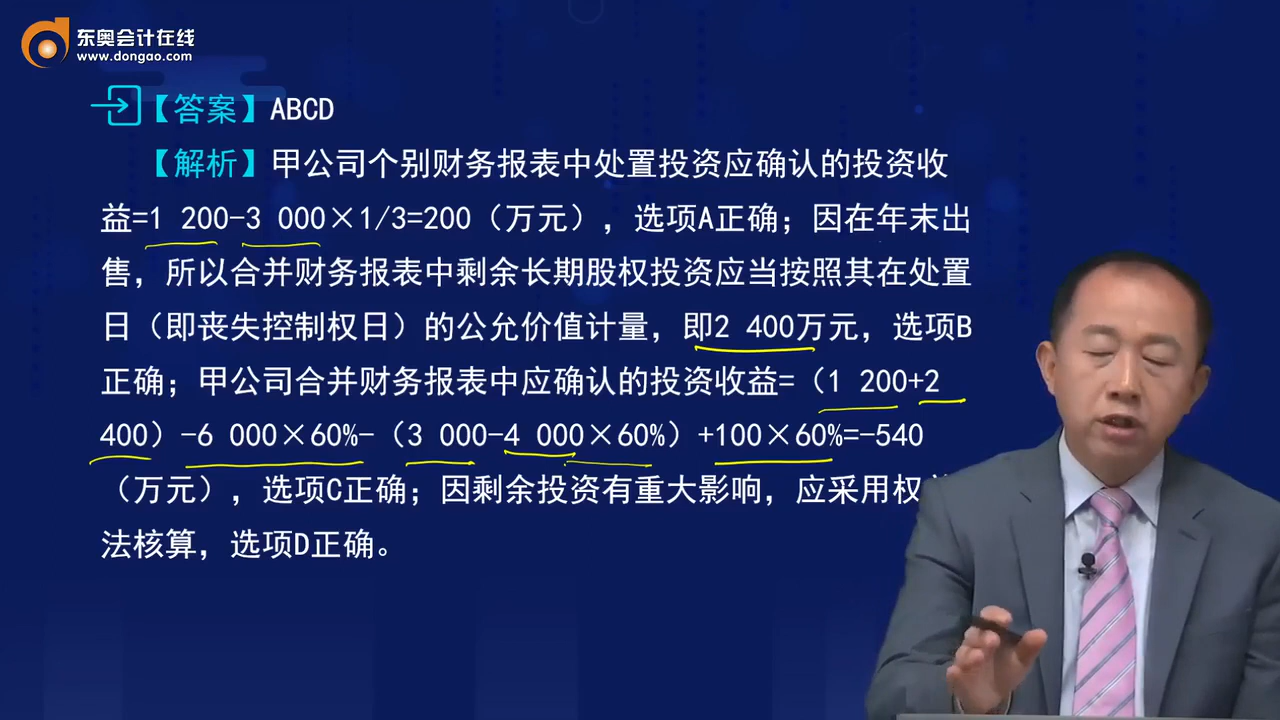 东奥会计在线
www.dongao.com
【答案】ABCD
【解析】甲公司个别财务报表中处置投资应确认的投资收
益=1 200-3 000×1/3=200（万元），选项A正确；因在年末出
售，所以合并财务报表中剩余长期股权投资应当按照其在处置
日（即丧失控制权日）的公允价值计量，即2 400万元，选项B
正确；甲公司合并财务报表中应确认的投资收益=（1 200+2
400）-6 000×60%-（3 000-4 000×60%）+100×60%=-540
（万元），选项C正确；因剩余投资有重大影响，应采用权
法核算，选项D正确。